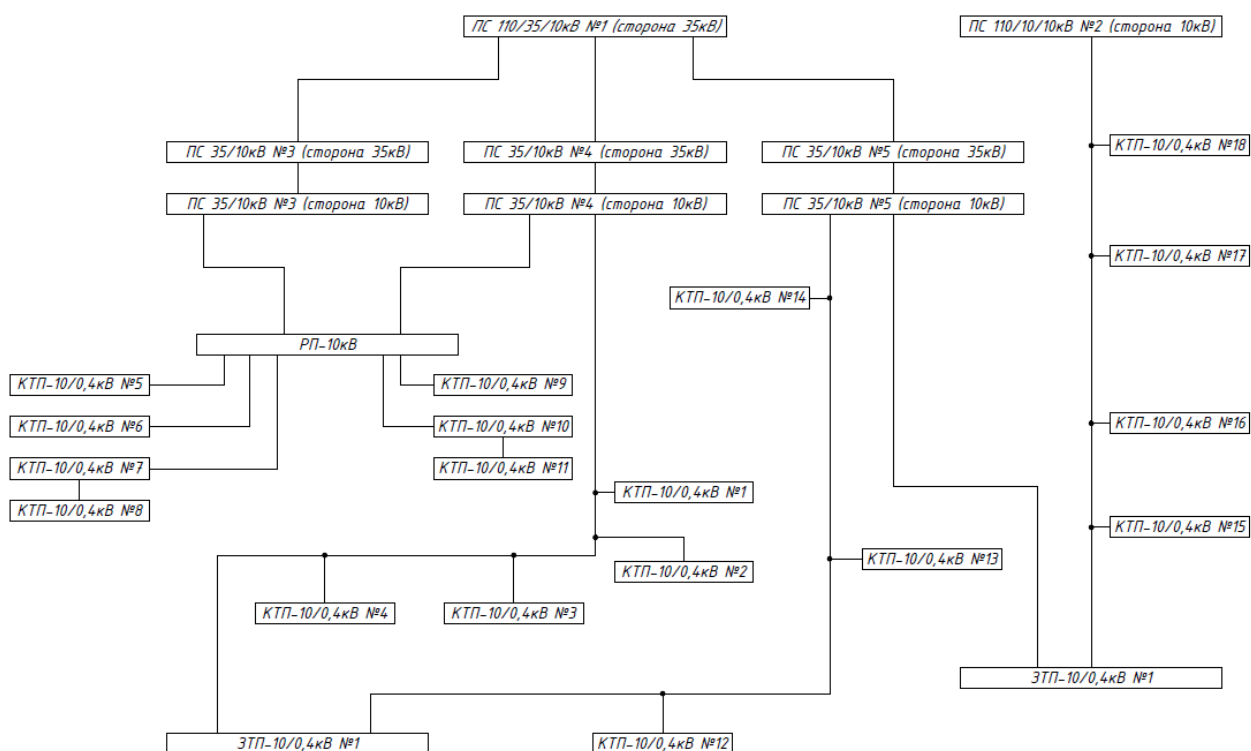 ПС 110/35/10кВ №1 (сторона 35кВ)
ПС 110/10/10кВ №2 (сторона 10кВ)
КТП-10/0,4кВ №18
ПС 35/10кВ №3 (сторона 35кВ)
ПС 35/10кВ №4 (сторона 35кВ)
ПС 35/10кВ №5 (сторона 35кВ)
ПС 35/10кВ №3 (сторона 10кВ)
ПС 35/10кВ №4 (сторона 10кВ)
ПС 35/10кВ №5 (сторона 10кВ)
КТП-10/0,4кВ №17
КТП-10/0,4кВ №14
РП-10кВ
КТП-10/0,4кВ №5
КТП-10/0,4кВ №9
КТП-10/0,4кВ №6
КТП-10/0,4кВ №10
КТП-10/0,4кВ №16
КТП-10/0,4кВ №7
КТП-10/0,4кВ №11
КТП-10/0,4кВ №1
КТП-10/0,4кВ №8
КТП-10/0,4кВ №15
КТП-10/0,4кВ №13
КТП-10/0,4кВ №2
КТП-10/0,4кВ №4
КТП-10/0,4кВ №3
ЗТП-10/0,4кВ №1
ЗТП-10/0,4кВ №1
КТП-10/0,4кВ №12